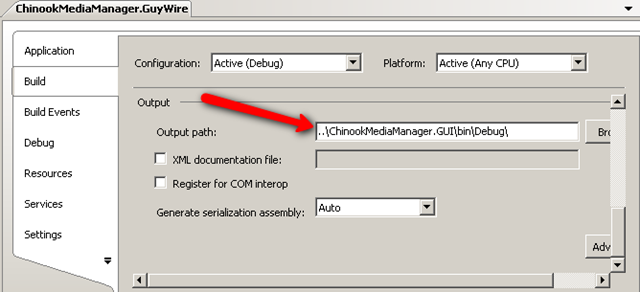 ChinookMediaManager.GuyWire
Application
Build
Build Events
Debug
Resources
Services
Settings
Configuration: Active (Debug) Platform: Active (Any CPU)
Output
Output path: ..\ChinookMediaManager.GUI\bin\Debug\ Bro
XML documentation file:
Register for COM interop
Generate serialization assembly: Auto
Adv